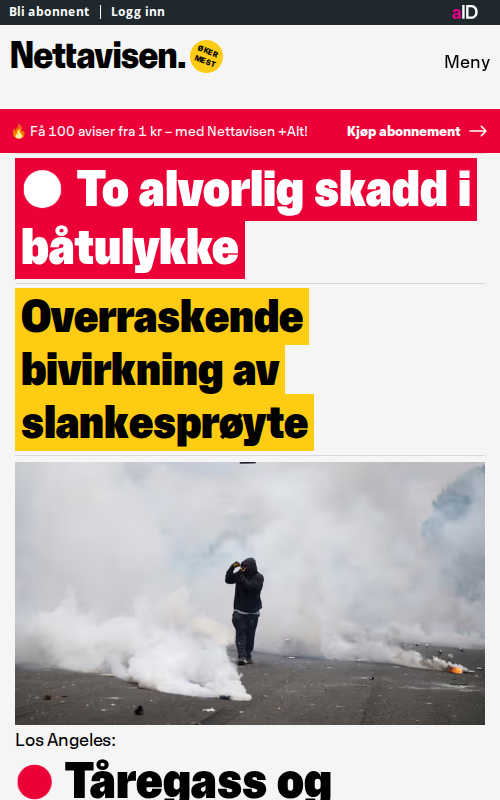 Bli abonnent | Logg inn
aID
Nettavisen.
ØKER
MEST
Meny
Få 100 aviser fra 1 kr – med Nettavisen +Alt!
Kjøp abonnement
To alvorlig skadd i
båtulykke
Overraskende
bivirkning av
slankesprøyte
Los Angeles:
Tåregass og